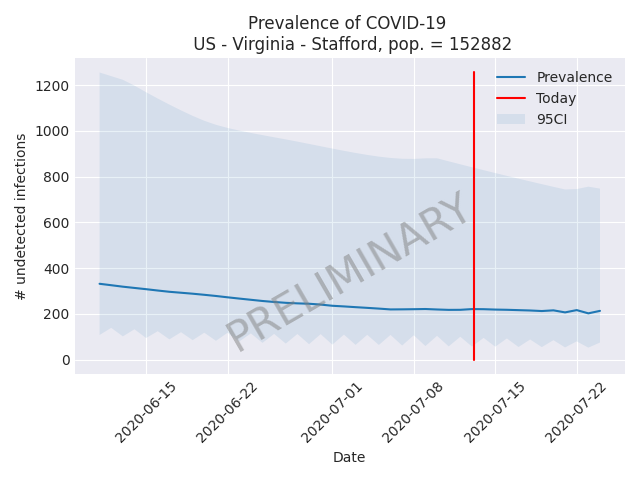 Prevalence of COVID-19
US - Virginia - Stafford, pop. = 152882
Prevalence
Today
95CI
1200
1000
800
600
400
200
0
# undetected infections
PRELIMINARY
2020-06-15
2020-06-22
2020-07-01
2020-07-08
2020-07-15
2020-07-22
Date